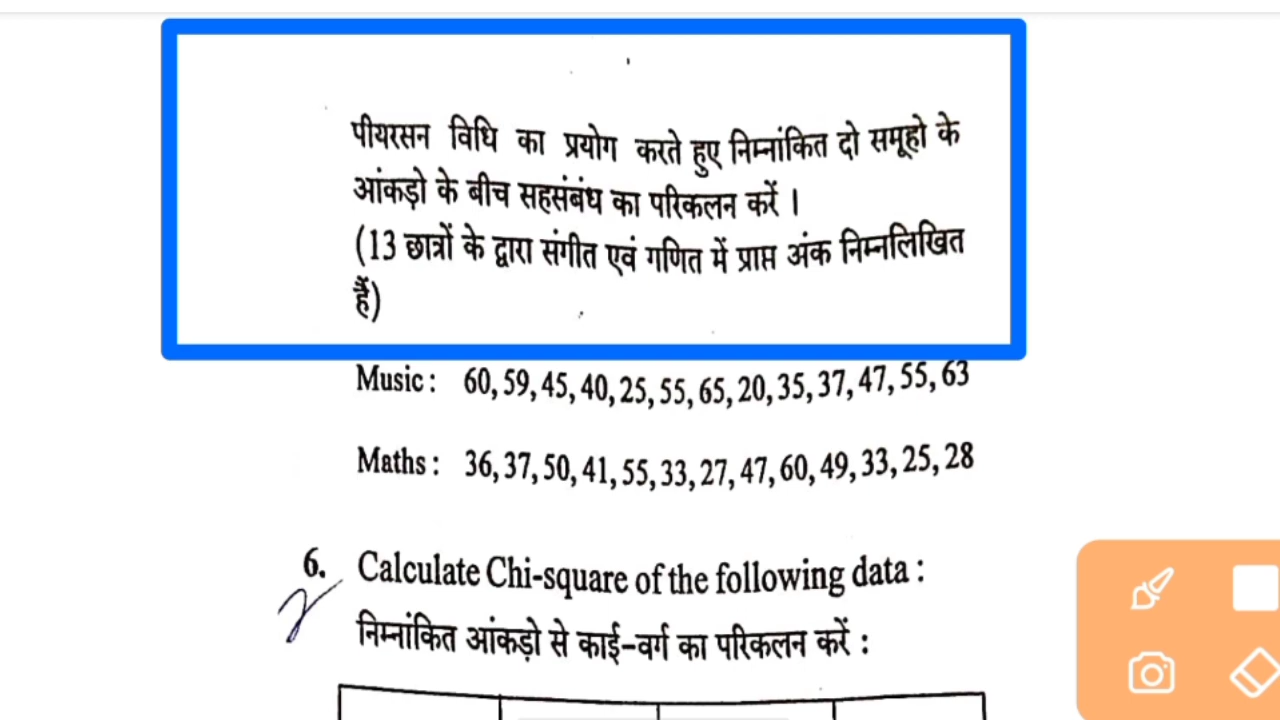 पीयरसन विधि का प्रयोग करते हुए निम्नांकित दो समूहो के
आंकड़ो के बीच सहसंबंध का परिकलन करें ।
(13 छात्रों के द्वारा संगीत एवं गणित में प्राप्त अंक निम्नलिखित
हैं)
Music : 60, 59, 45, 40, 25, 55, 65, 20, 35, 37, 47, 55, 63
Maths : 36, 37, 50, 41, 55, 33, 27, 47, 60, 49, 33, 25, 28
6. Calculate Chi-square of the following data :
निम्नांकित आंकड़ो से काई-वर्ग का परिकलन करें :